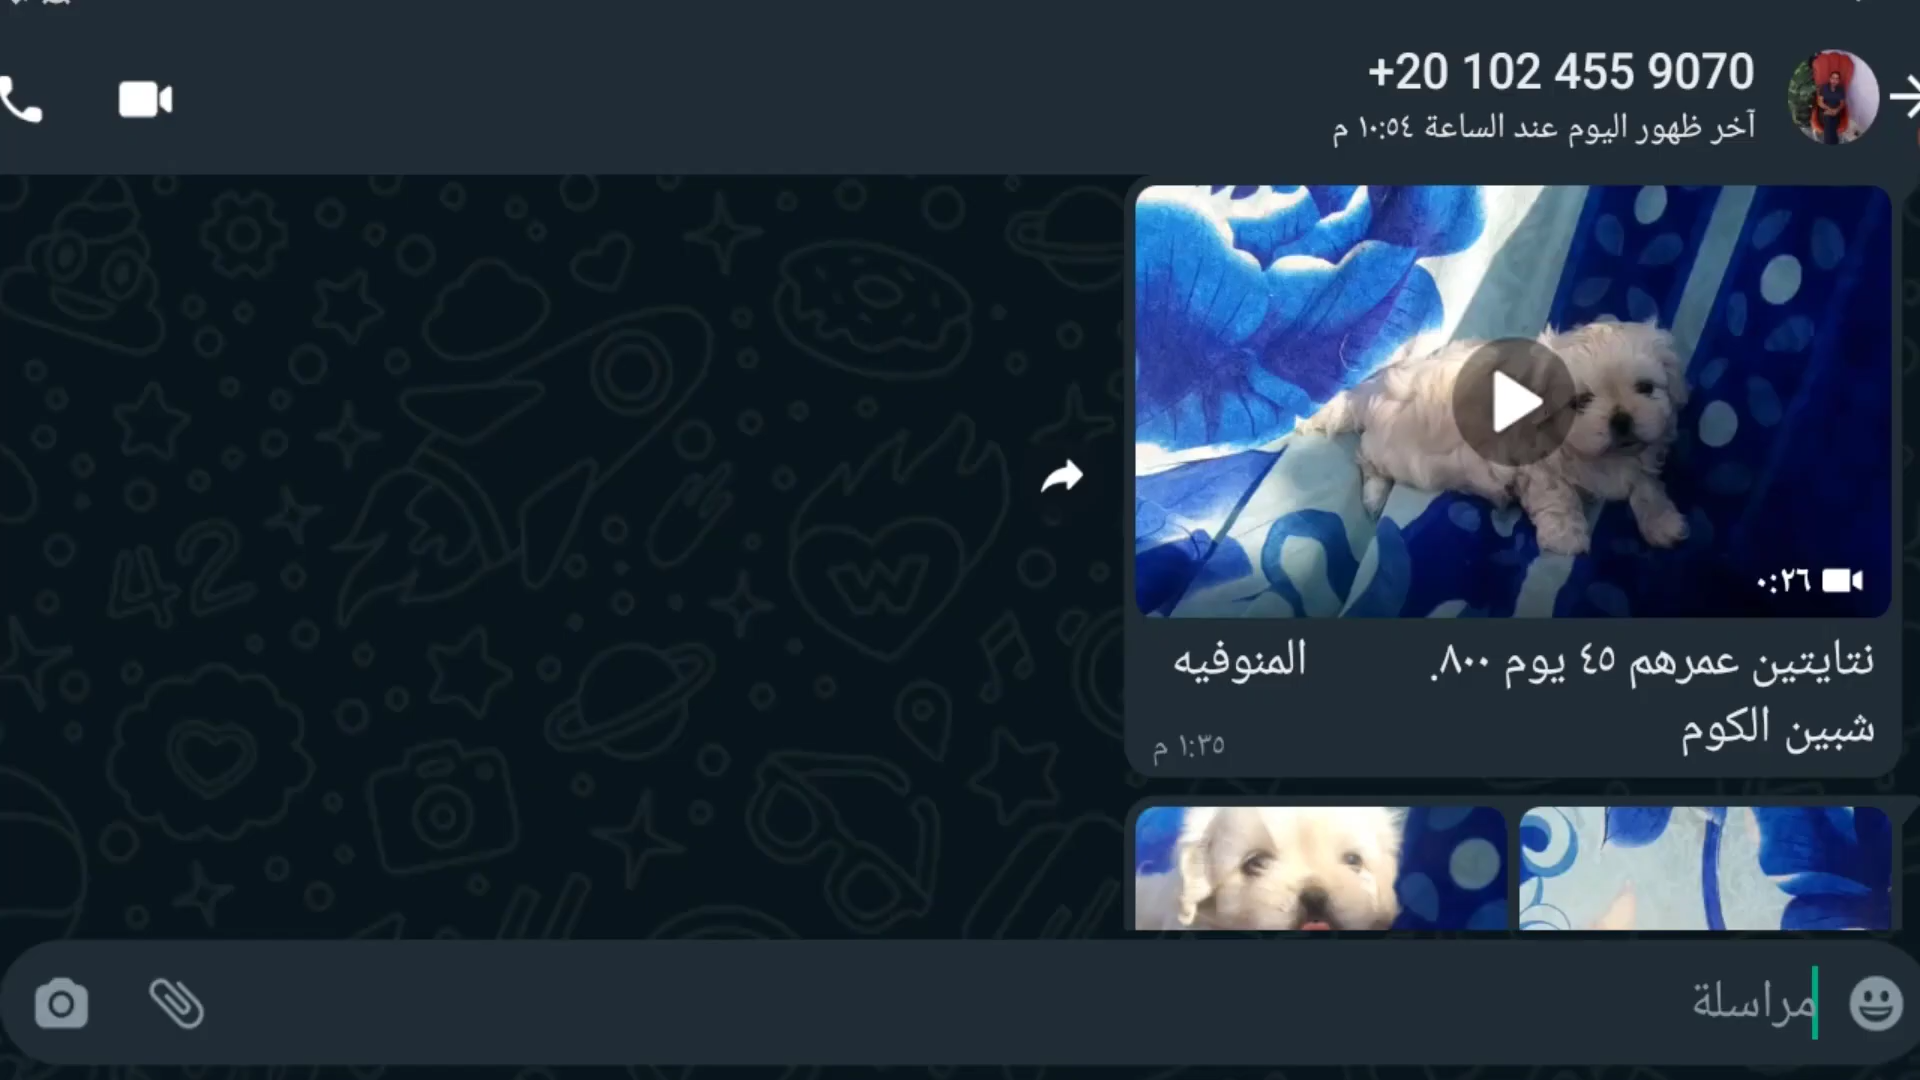 +20 102 455 9070
آخر ظهور اليوم عند الساعة ١٠:٥٤ م
٠:٢٦
نتايتين عمرهم ٤٥ يوم ٨٠٠. المنوفيه
شبين الكوم
١:٣٥ م
مراسلة